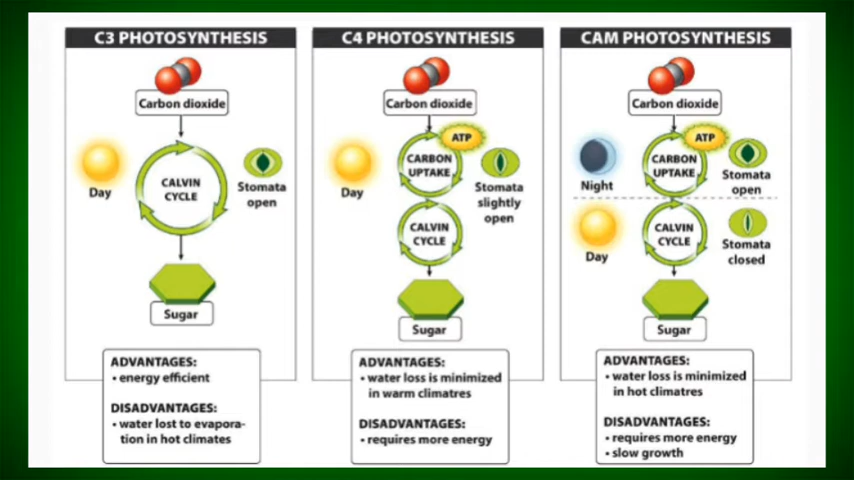 C3 PHOTOSYNTHESIS
Carbon dioxide
Day
CALVIN
CYCLE
Stomata
open
Sugar
ADVANTAGES:
• energy efficient
DISADVANTAGES:
• water lost to evapora-
tion in hot climates
C4 PHOTOSYNTHESIS
Carbon dioxide
ATP
CARBON
UPTAKE
Day
Stomata
slightly
open
CALVIN
CYCLE
Sugar
ADVANTAGES:
• water loss is minimized
in warm climatres
DISADVANTAGES:
• requires more energy
CAM PHOTOSYNTHESIS
Carbon dioxide
ATP
CARBON
UPTAKE
Night
Stomata
open
Day
CALVIN
CYCLE
Stomata
closed
Sugar
ADVANTAGES:
• water loss is minimized
in hot climatres
DISADVANTAGES:
• requires more energy
• slow growth